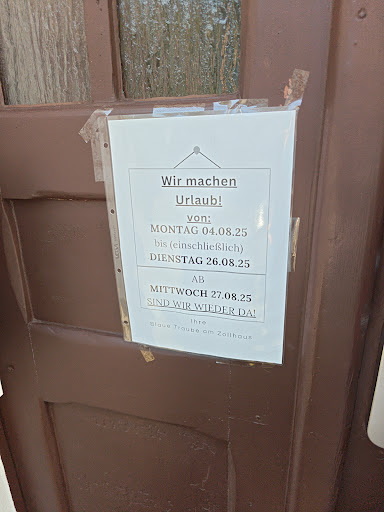 Wir machen
Urlaub!
von:
MONTAG 04.08.25
bis (einschließlich)
DIENSTAG 26.08.25
AB
MITTWOCH 27.08.25
SIND WIR WIEDER DA!
Ihre
Blaue Traube am Zollhaus